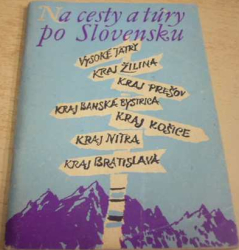 Na cesty a túry
po Slovensku
VYSOKÉ TATRY
KRAJ ŽILINA
KRAJ PREŠOV
KRAJ BANSKÁ BYSTRICA
KRAJ KOŠICE
KRAJ NITRA
KRAJ BRATISLAVA